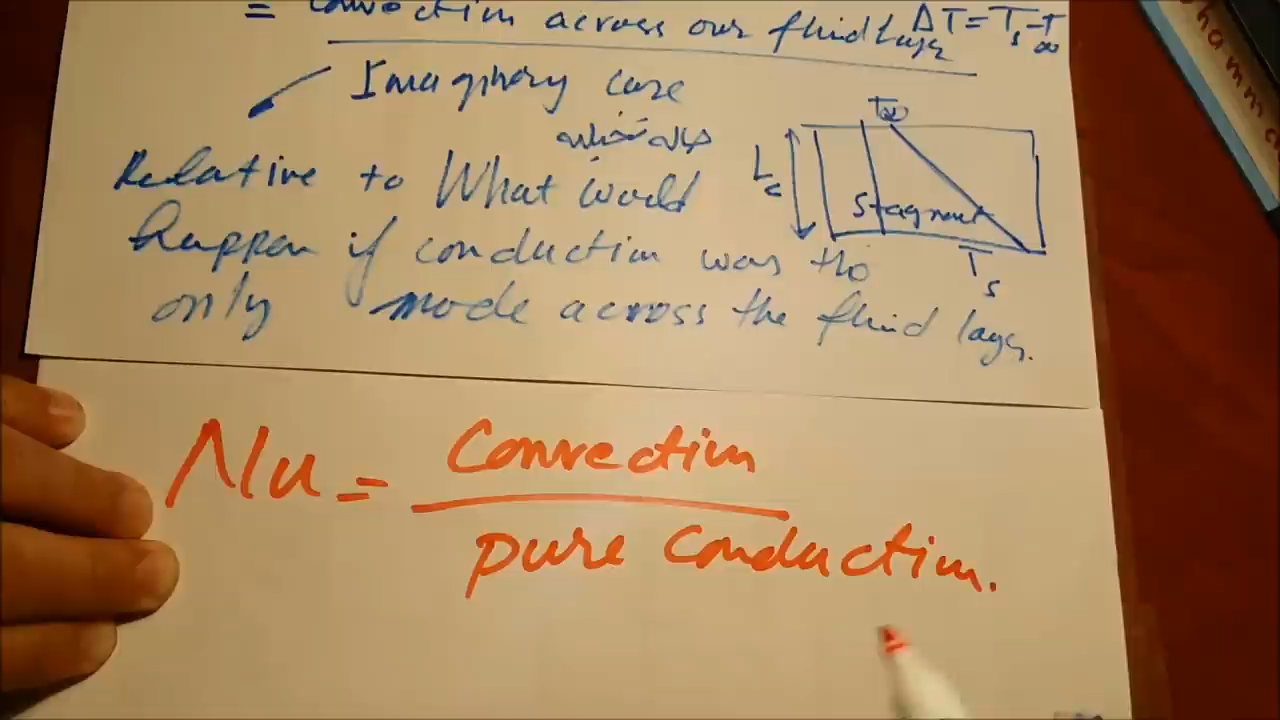 = convection across our fluid Layer ΔT = Ts - T∞
Imaginary case
Relative to What would
happen if conduction was the
only mode across the fluid layer.
T∞
Lc
Stagnant
Ts
Nu = Convection
pure Conduction.
hamm